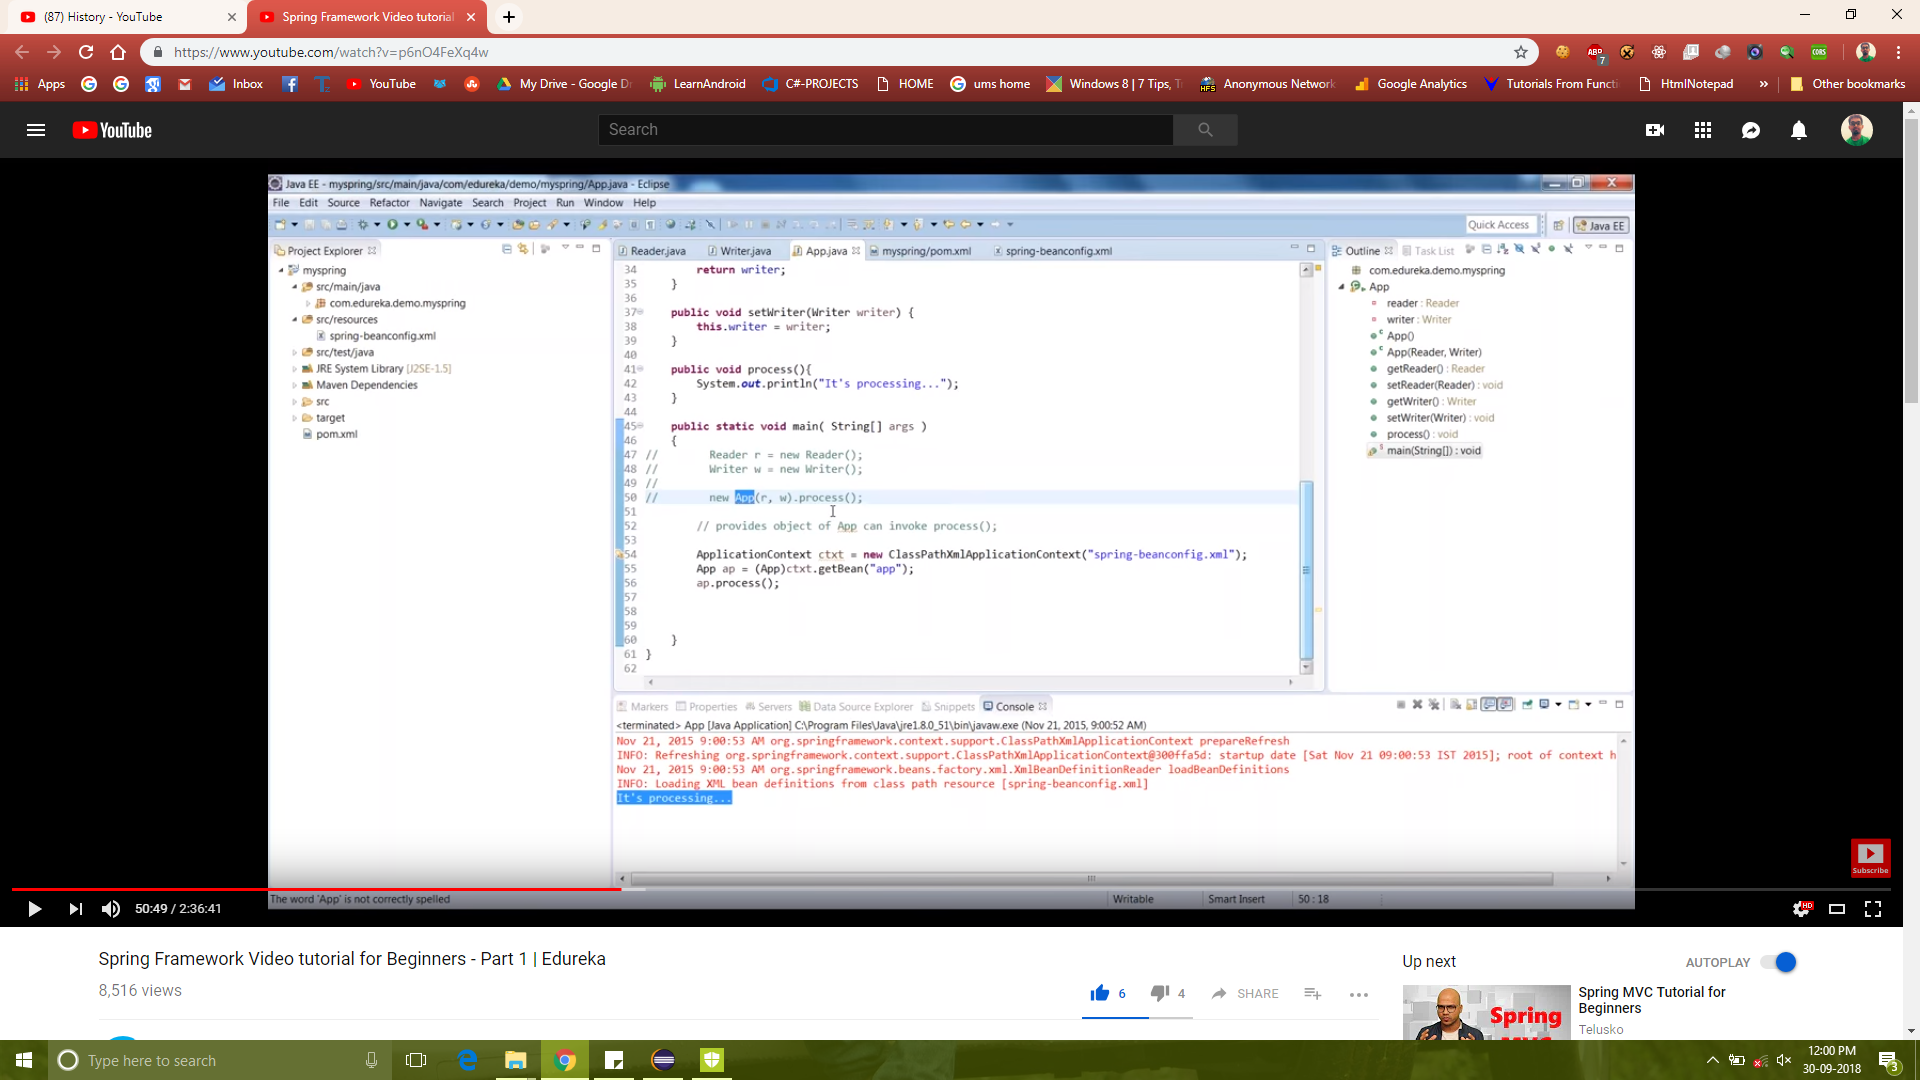 (87) History - YouTube
Spring Framework Video tutorial
https://www.youtube.com/watch?v=p6nO4FeXq4w
Apps
Inbox
YouTube
My Drive - Google D
LearnAndroid
C#-PROJECTS
HOME
ums home
Windows 8 | 7 Tips, T
Anonymous Network
Google Analytics
Tutorials From Functi
HtmlNotepad
»
Other bookmarks
YouTube
Search
Java EE - myspring/src/main/java/com/edureka/demo/myspring/App.java - Eclipse
File Edit Source Refactor Navigate Search Project Run Window Help
Quick Access
Java EE
Project Explorer
myspring
src/main/java
com.edureka.demo.myspring
src/resources
spring-beanconfig.xml
src/test/java
JRE System Library [J2SE-1.5]
Maven Dependencies
src
target
pom.xml
Reader.java Writer.java App.java myspring/pom.xml spring-beanconfig.xml
34 return writer;
35 }
36
37 public void setWriter(Writer writer) {
38 this.writer = writer;
39 }
40
41 public void process(){
42 System.out.println("It's processing...");
43 }
44
45 public static void main( String[] args )
46 {
47 // Reader r = new Reader();
48 // Writer w = new Writer();
49 //
50 // new App(r, w).process();
51
52 // provides object of App can invoke process();
53
54 ApplicationContext ctxt = new ClassPathXmlApplicationContext("spring-beanconfig.xml");
55 App ap = (App)ctxt.getBean("app");
56 ap.process();
57
58
59
60 }
61 }
62
Outline Task List
com.edureka.demo.myspring
App
reader : Reader
writer : Writer
App()
App(Reader, Writer)
getReader() : Reader
setReader(Reader) : void
getWriter() : Writer
setWriter(Writer) : void
process() : void
main(String[]) : void
Markers Properties Servers Data Source Explorer Snippets Console
<terminated> App [Java Application] C:\Program Files\Java\jre1.8.0_51\bin\javaw.exe (Nov 21, 2015, 9:00:52 AM)
Nov 21, 2015 9:00:53 AM org.springframework.context.support.ClassPathXmlApplicationContext prepareRefresh
INFO: Refreshing org.springframework.context.support.ClassPathXmlApplicationContext@300ffa5d: startup date [Sat Nov 21 09:00:53 IST 2015]; root of context h
Nov 21, 2015 9:00:53 AM org.springframework.beans.factory.xml.XmlBeanDefinitionReader loadBeanDefinitions
INFO: Loading XML bean definitions from class path resource [spring-beanconfig.xml]
It's processing...
Subscribe
The word 'App' is not correctly spelled
Writable
Smart Insert
50 : 18
50:49 / 2:36:41
HD
Spring Framework Video tutorial for Beginners - Part 1 | Edureka
8,516 views
6
4
SHARE
Up next
AUTOPLAY
Spring MVC Tutorial for
Beginners
Telusko
Spring
Type here to search
12:00 PM
30-09-2018
3